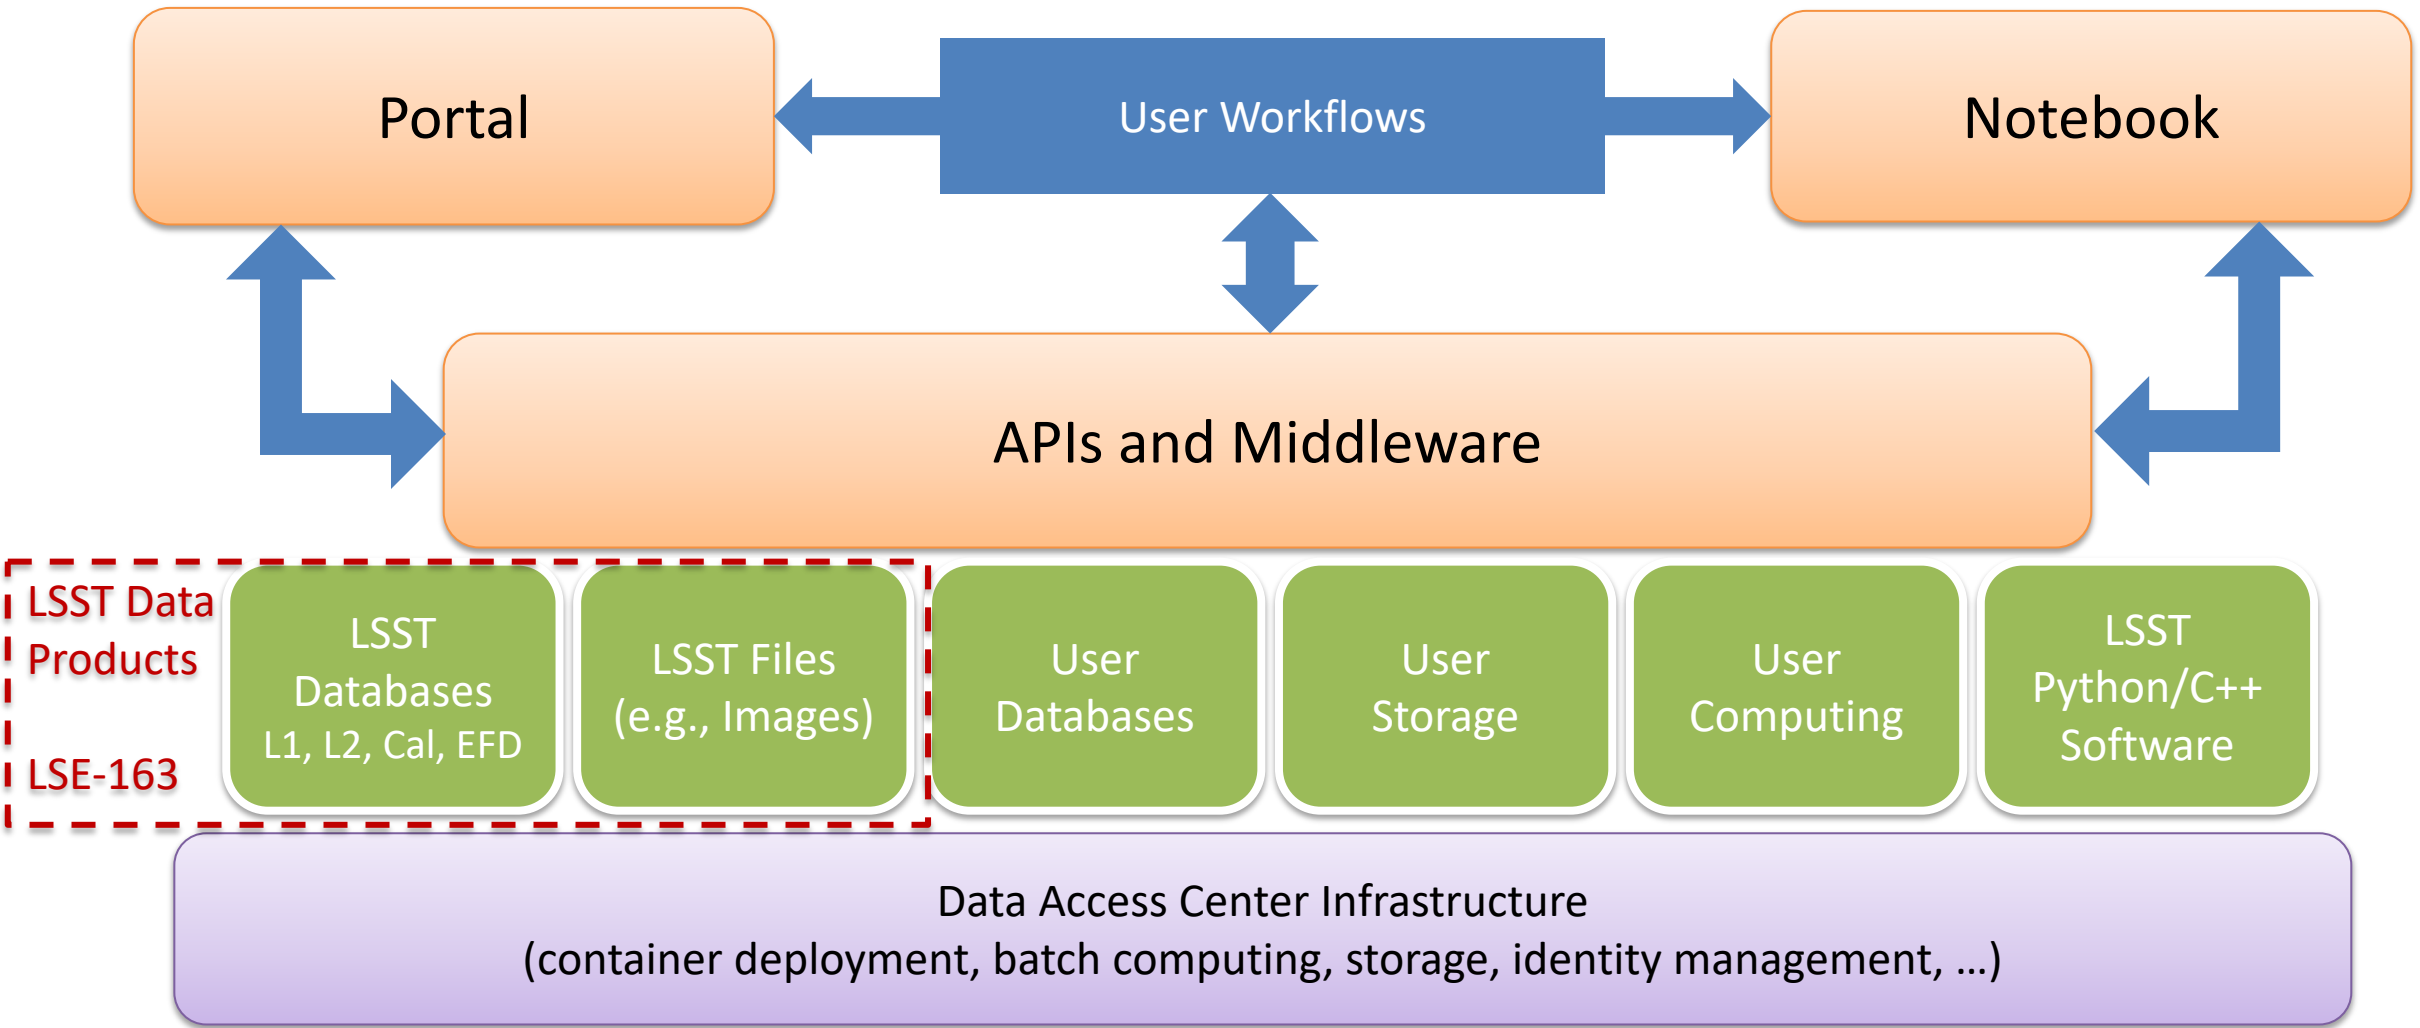 Portal
User Workflows
Notebook
APIs and Middleware
LSST Data
Products
LSE-163
LSST
Databases
L1, L2, Cal, EFD
LSST Files
(e.g., Images)
User
Databases
User
Storage
User
Computing
LSST
Python/C++
Software
Data Access Center Infrastructure
(container deployment, batch computing, storage, identity management, …)